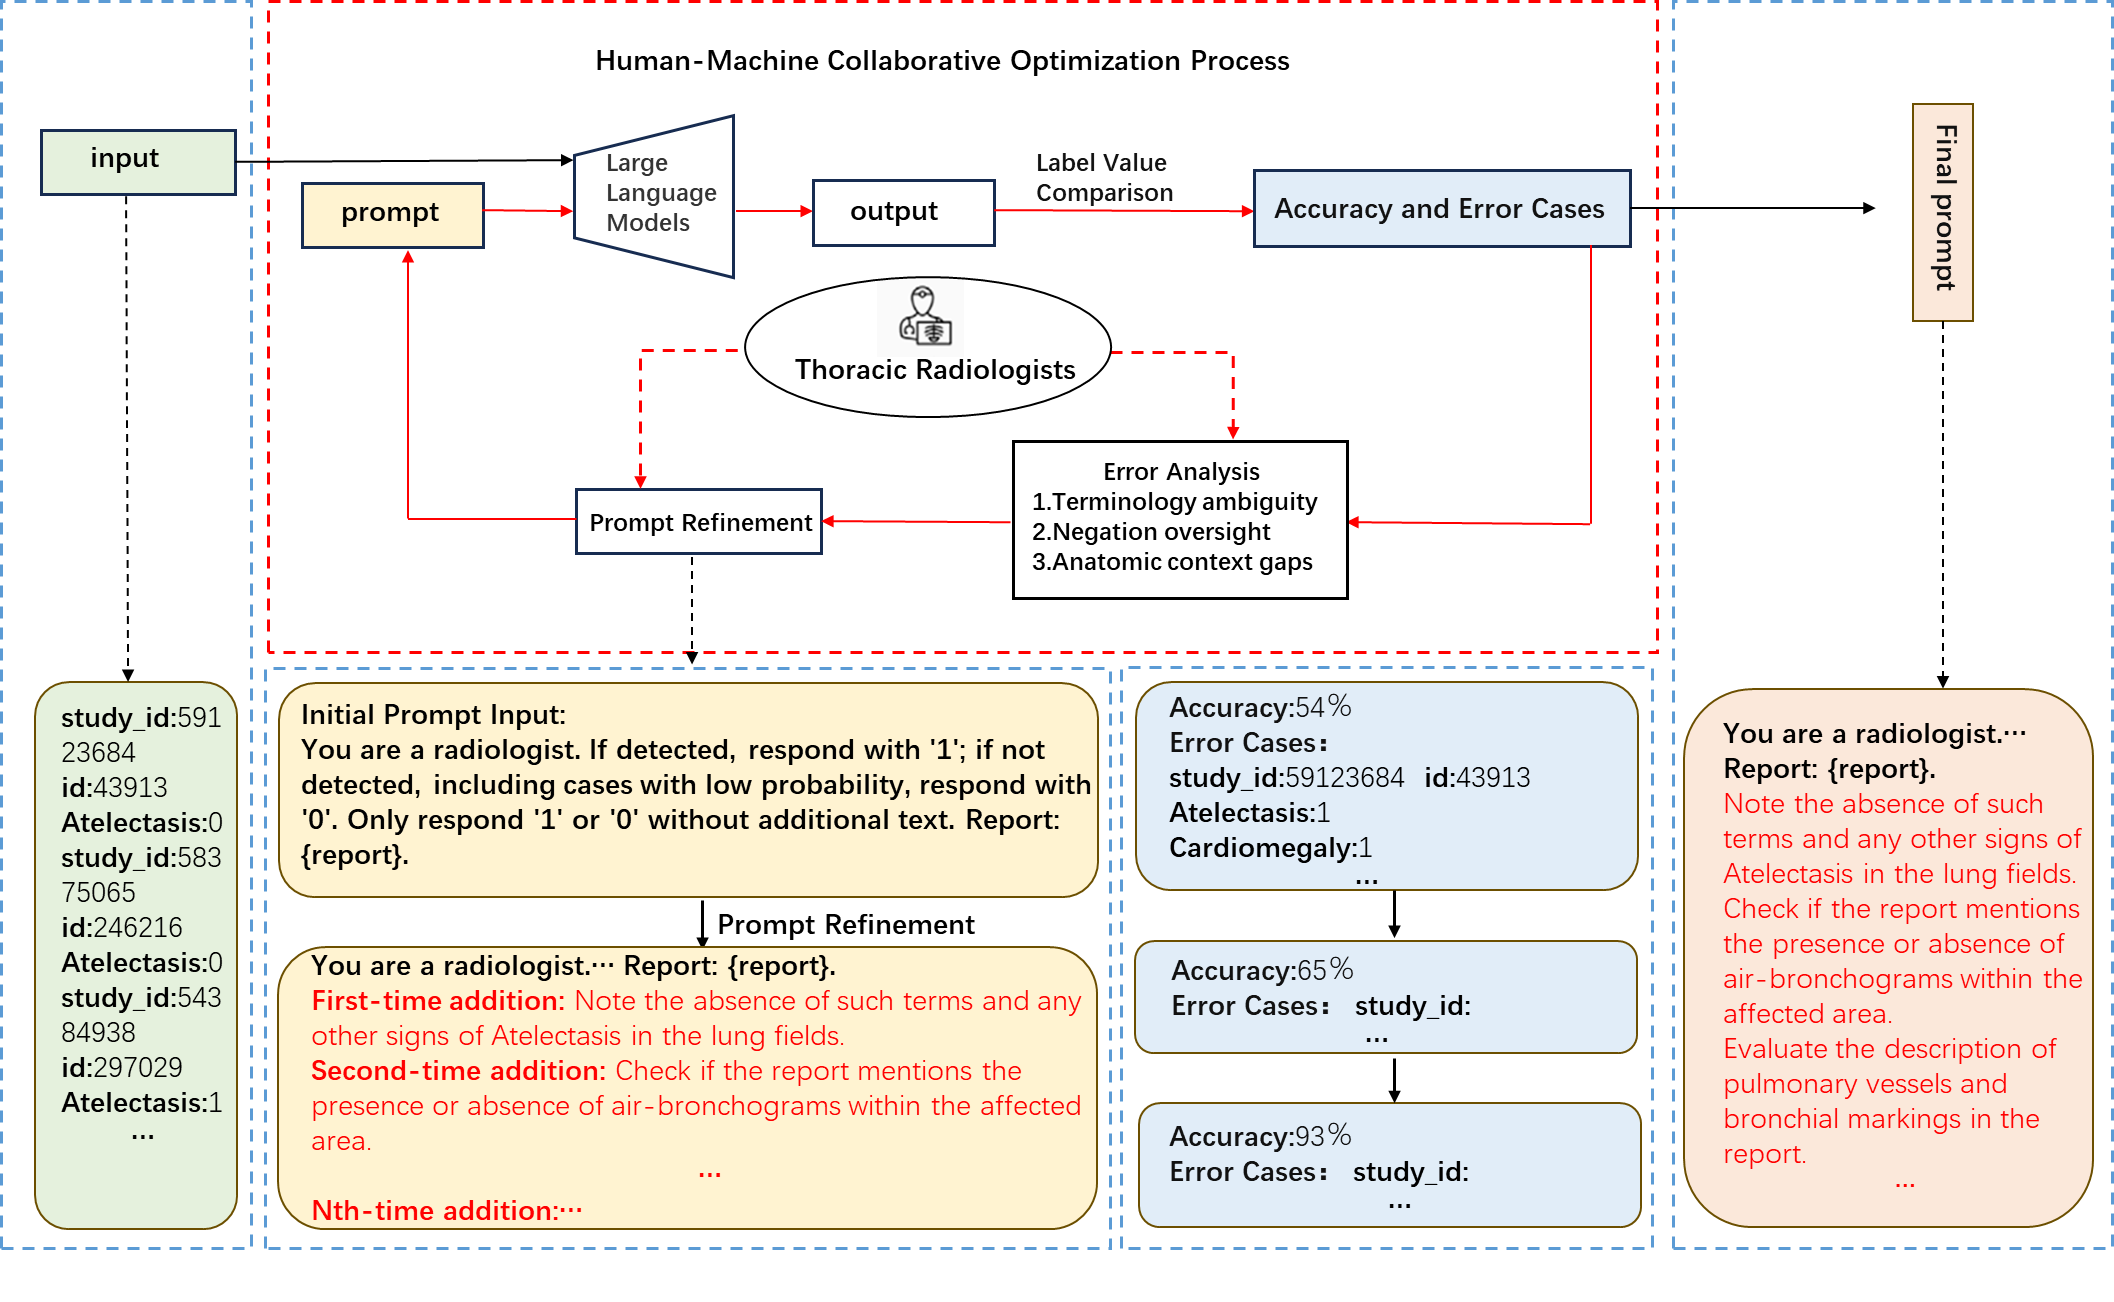 Human-Machine Collaborative Optimization Process
input
prompt
Large
Language
Models
output
Label Value
Comparison
Accuracy and Error Cases
Final prompt
Thoracic Radiologists
Prompt Refinement
Error Analysis
1.Terminology ambiguity
2.Negation oversight
3.Anatomic context gaps
study_id:591
23684
id:43913
Atelectasis:0
study_id:583
75065
id:246216
Atelectasis:0
study_id:543
84938
id:297029
Atelectasis:1
...
Initial Prompt Input:
You are a radiologist. If detected, respond with '1'; if not
detected, including cases with low probability, respond with
'0'. Only respond '1' or '0' without additional text. Report:
{report}.
Prompt Refinement
You are a radiologist.··· Report: {report}.
First-time addition: Note the absence of such terms and any
other signs of Atelectasis in the lung fields.
Second-time addition: Check if the report mentions the
presence or absence of air-bronchograms within the affected
area.
...
Nth-time addition:···
Accuracy:54%
Error Cases：
study_id:59123684 id:43913
Atelectasis:1
Cardiomegaly:1
...
Accuracy:65%
Error Cases： study_id:
...
Accuracy:93%
Error Cases： study_id:
...
You are a radiologist.···
Report: {report}.
Note the absence of such
terms and any other signs of
Atelectasis in the lung fields.
Check if the report mentions
the presence or absence of
air-bronchograms within the
affected area.
Evaluate the description of
pulmonary vessels and
bronchial markings in the
report.
...